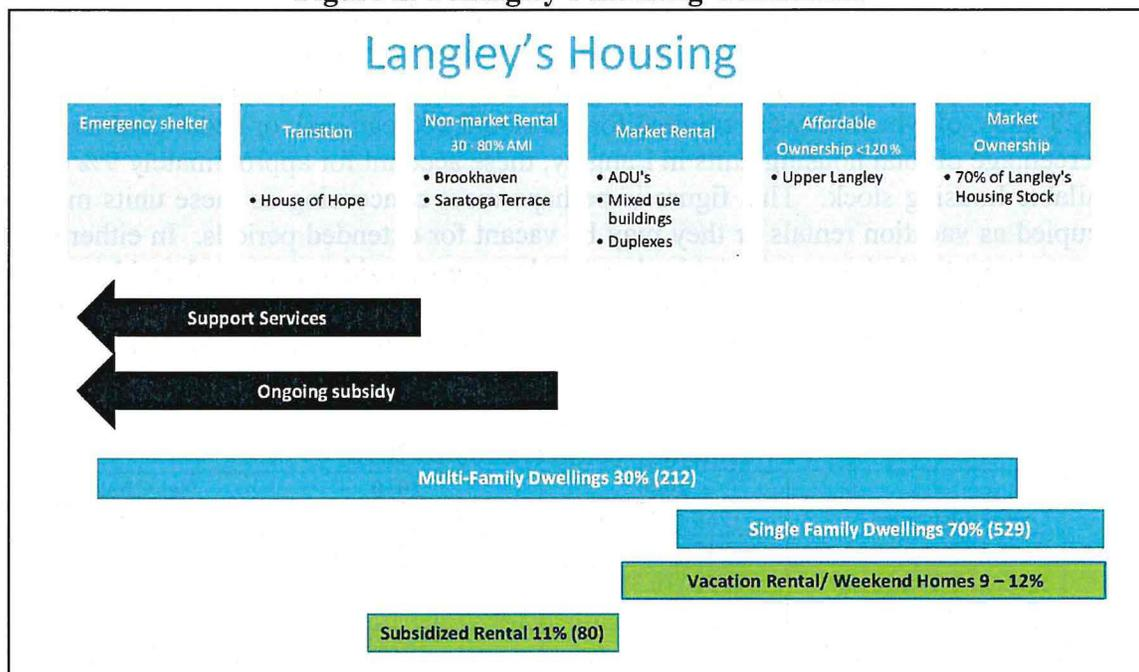 Langley's Housing
Emergency shelter
Transition
Non-market Rental
30 - 80% AMI
Market Rental
Affordable
Ownership <120%
Market
Ownership
• House of Hope
• Brookhaven
• Saratoga Terrace
• ADU's
• Mixed use
buildings
• Duplexes
• Upper Langley
• 70% of Langley's
Housing Stock
Support Services
Ongoing subsidy
Multi-Family Dwellings 30% (212)
Single Family Dwellings 70% (529)
Vacation Rental/ Weekend Homes 9 – 12%
Subsidized Rental 11% (80)